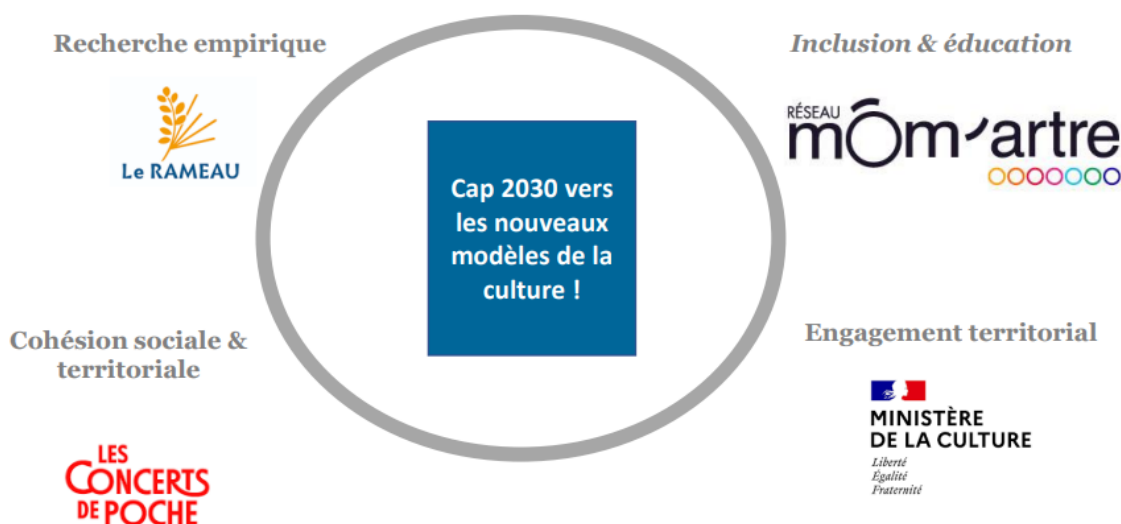 Recherche empirique
Le RAMEAU
Inclusion & éducation
RÉSEAU
mÔm'artre
Cap 2030 vers
les nouveaux
modèles de la
culture !
Cohésion sociale &
territoriale
LES
CONCERTS
DE POCHE
Engagement territorial
MINISTÈRE
DE LA CULTURE
Liberté
Égalité
Fraternité